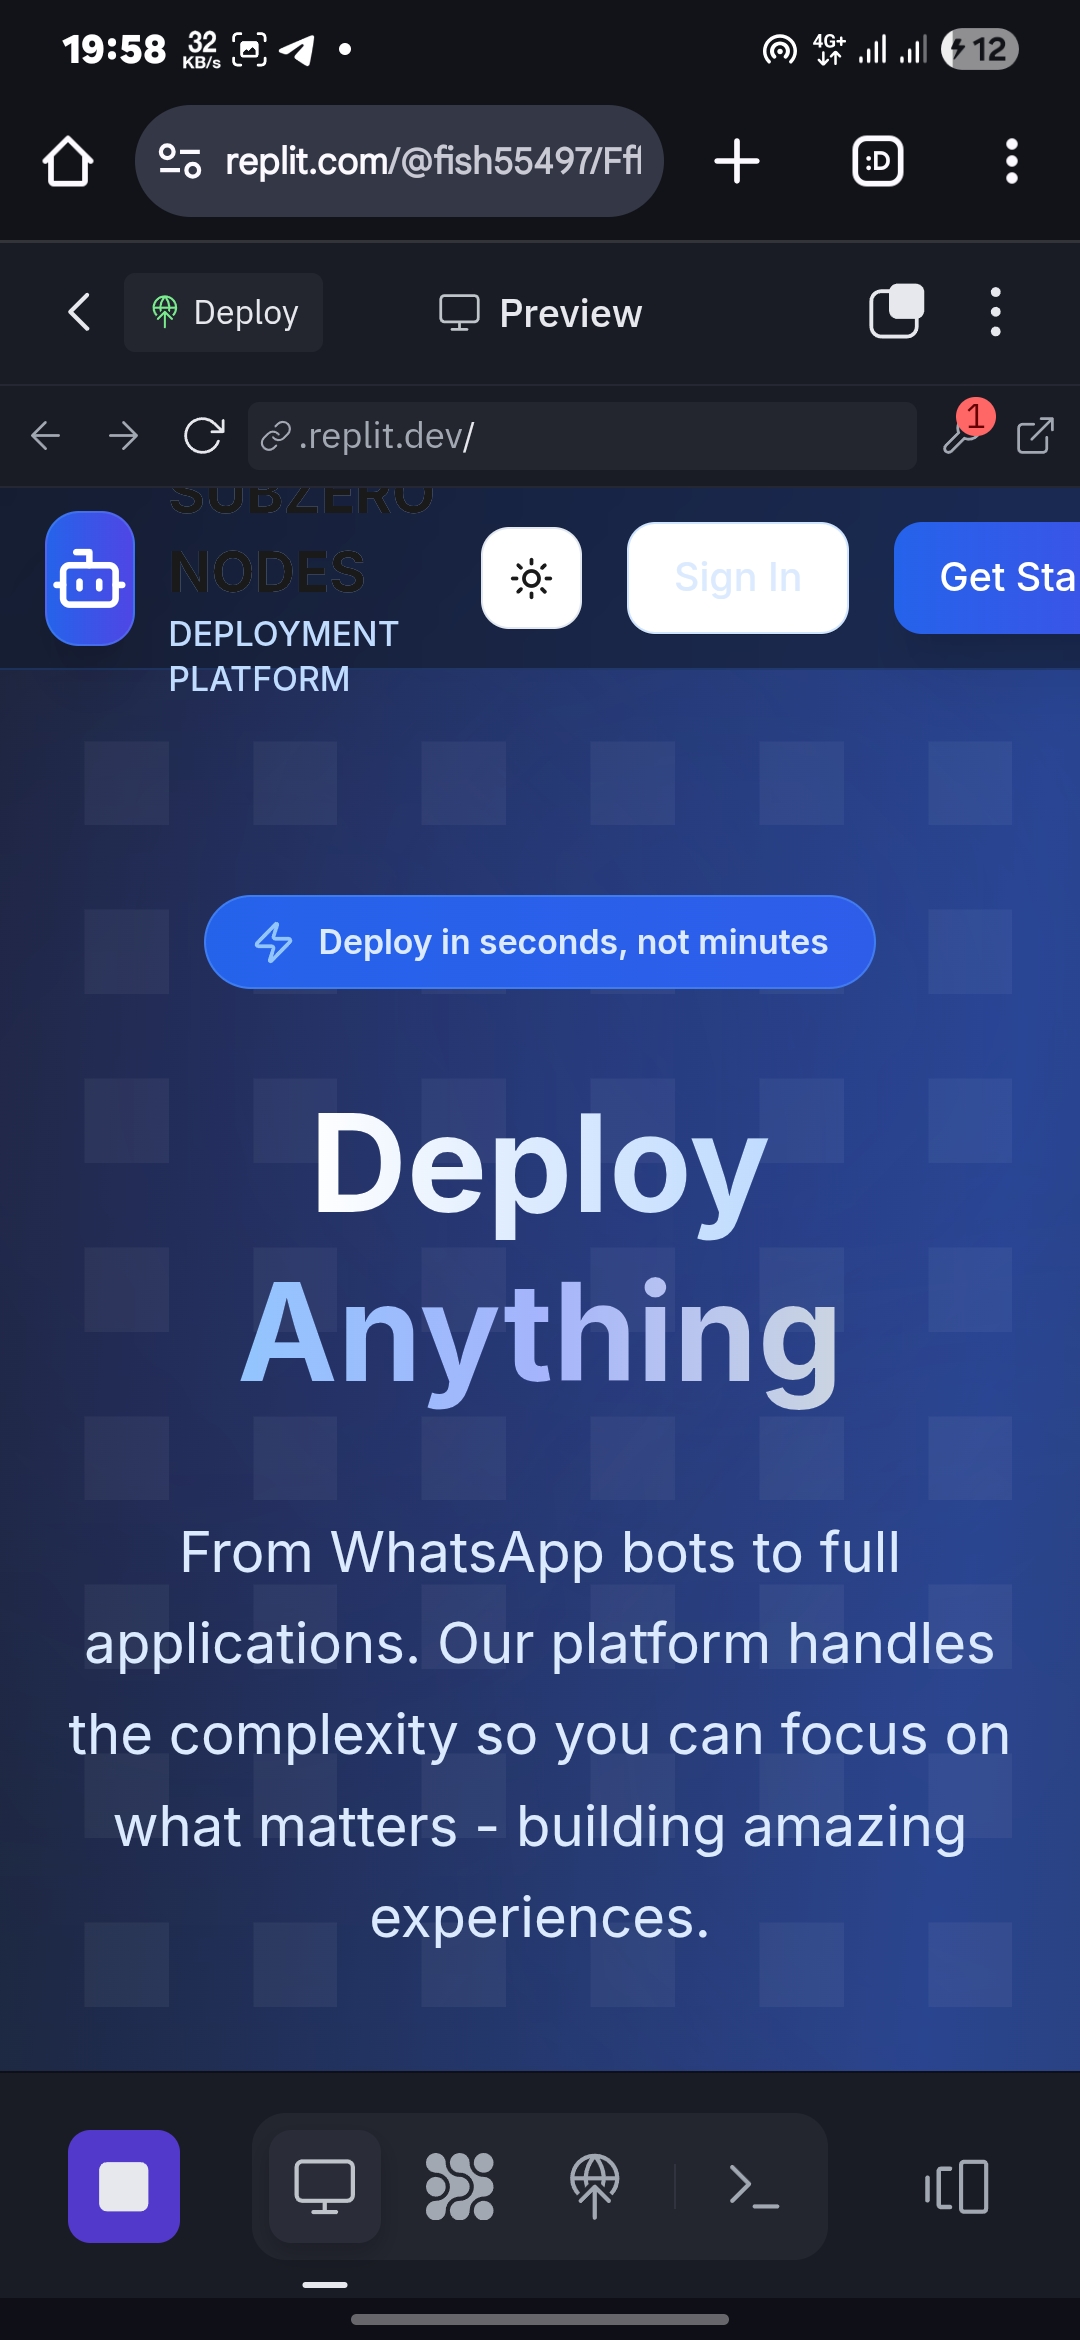 19:58 32 KB/s 4G+ 12
replit.com/@fish55497/Ffl
:D
Deploy Preview
.replit.dev/ 1
SUBZERO
NODES
DEPLOYMENT
PLATFORM
Sign In Get Sta
Deploy in seconds, not minutes
Deploy
Anything
From WhatsApp bots to full
applications. Our platform handles
the complexity so you can focus on
what matters - building amazing
experiences.